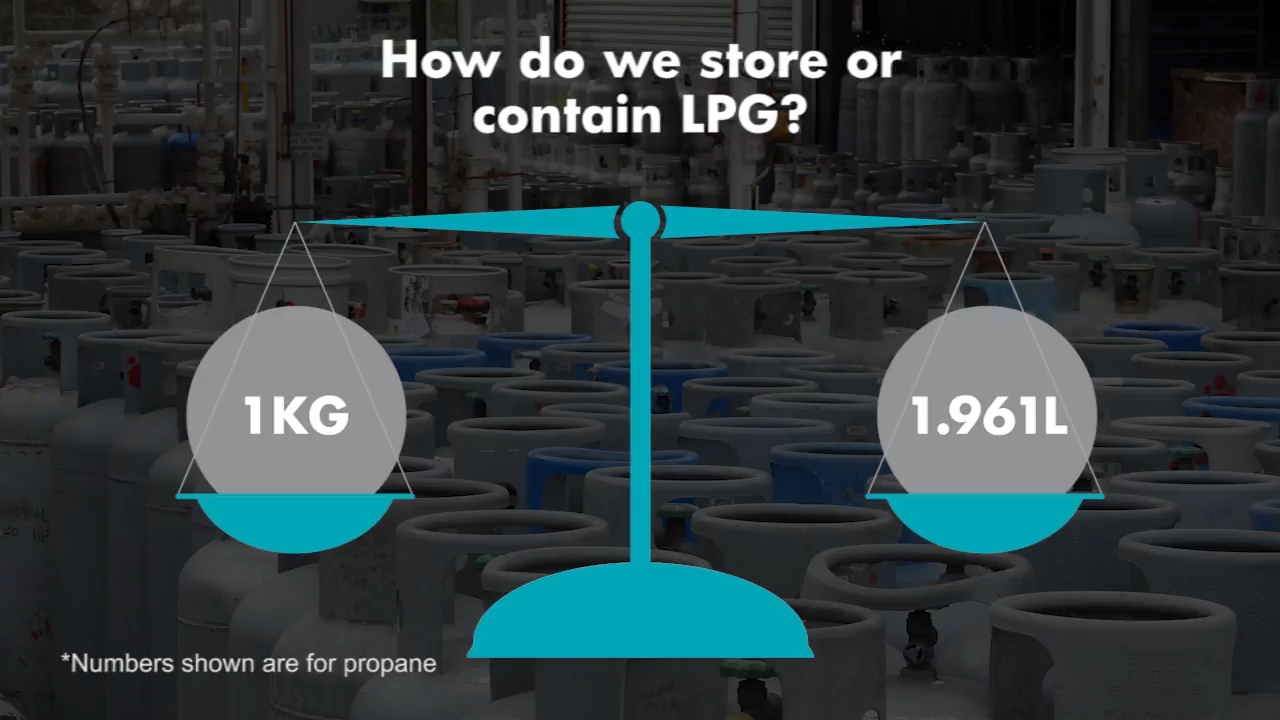 How do we store or
contain LPG?
1KG
1.961L
*Numbers shown are for propane